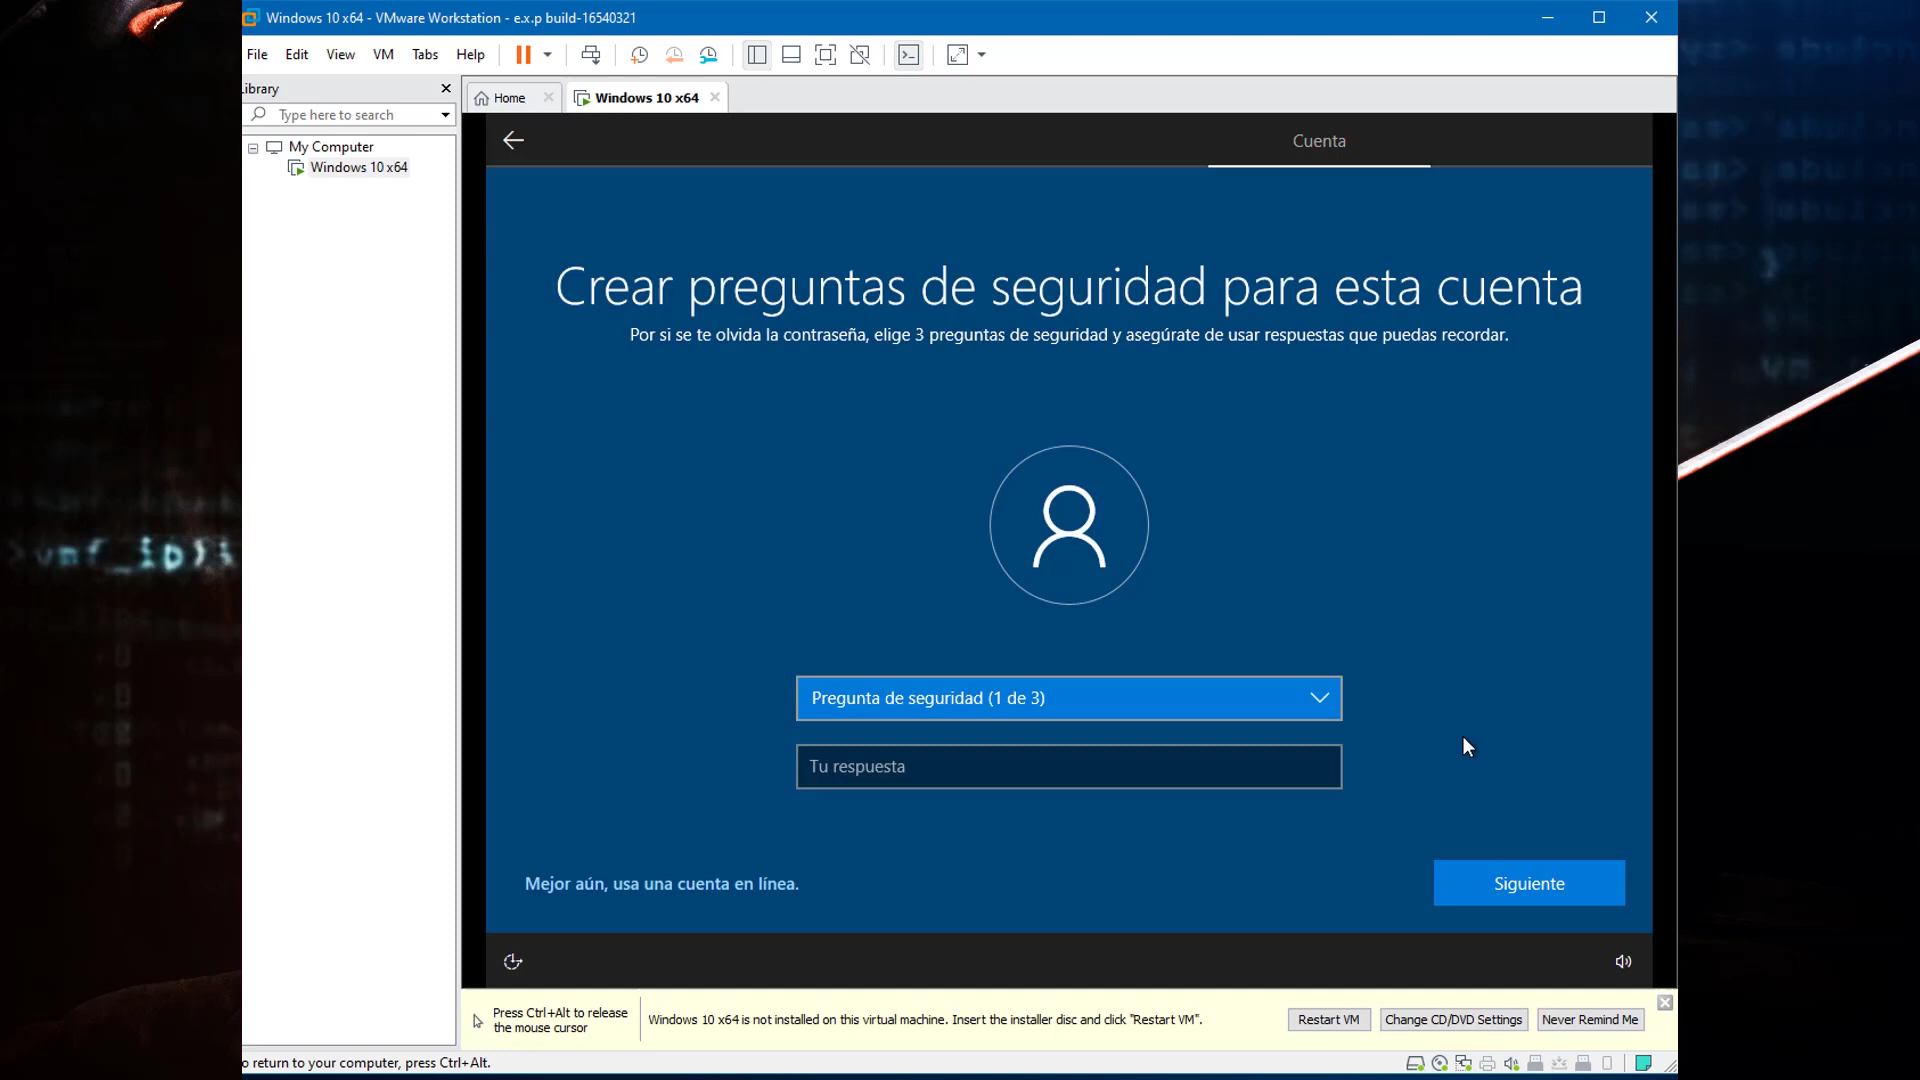 Windows 10 x64 - VMware Workstation - e.x.p build-16540321
File Edit View VM Tabs Help
Library
Type here to search
My Computer
Windows 10 x64
Home
Windows 10 x64
Cuenta
Crear preguntas de seguridad para esta cuenta
Por si se te olvida la contraseña, elige 3 preguntas de seguridad y asegúrate de usar respuestas que puedas recordar.
Pregunta de seguridad (1 de 3)
Tu respuesta
Mejor aún, usa una cuenta en línea.
Siguiente
Press Ctrl+Alt to release
the mouse cursor
Windows 10 x64 is not installed on this virtual machine. Insert the installer disc and click "Restart VM".
Restart VM
Change CD/DVD Settings
Never Remind Me
o return to your computer, press Ctrl+Alt.